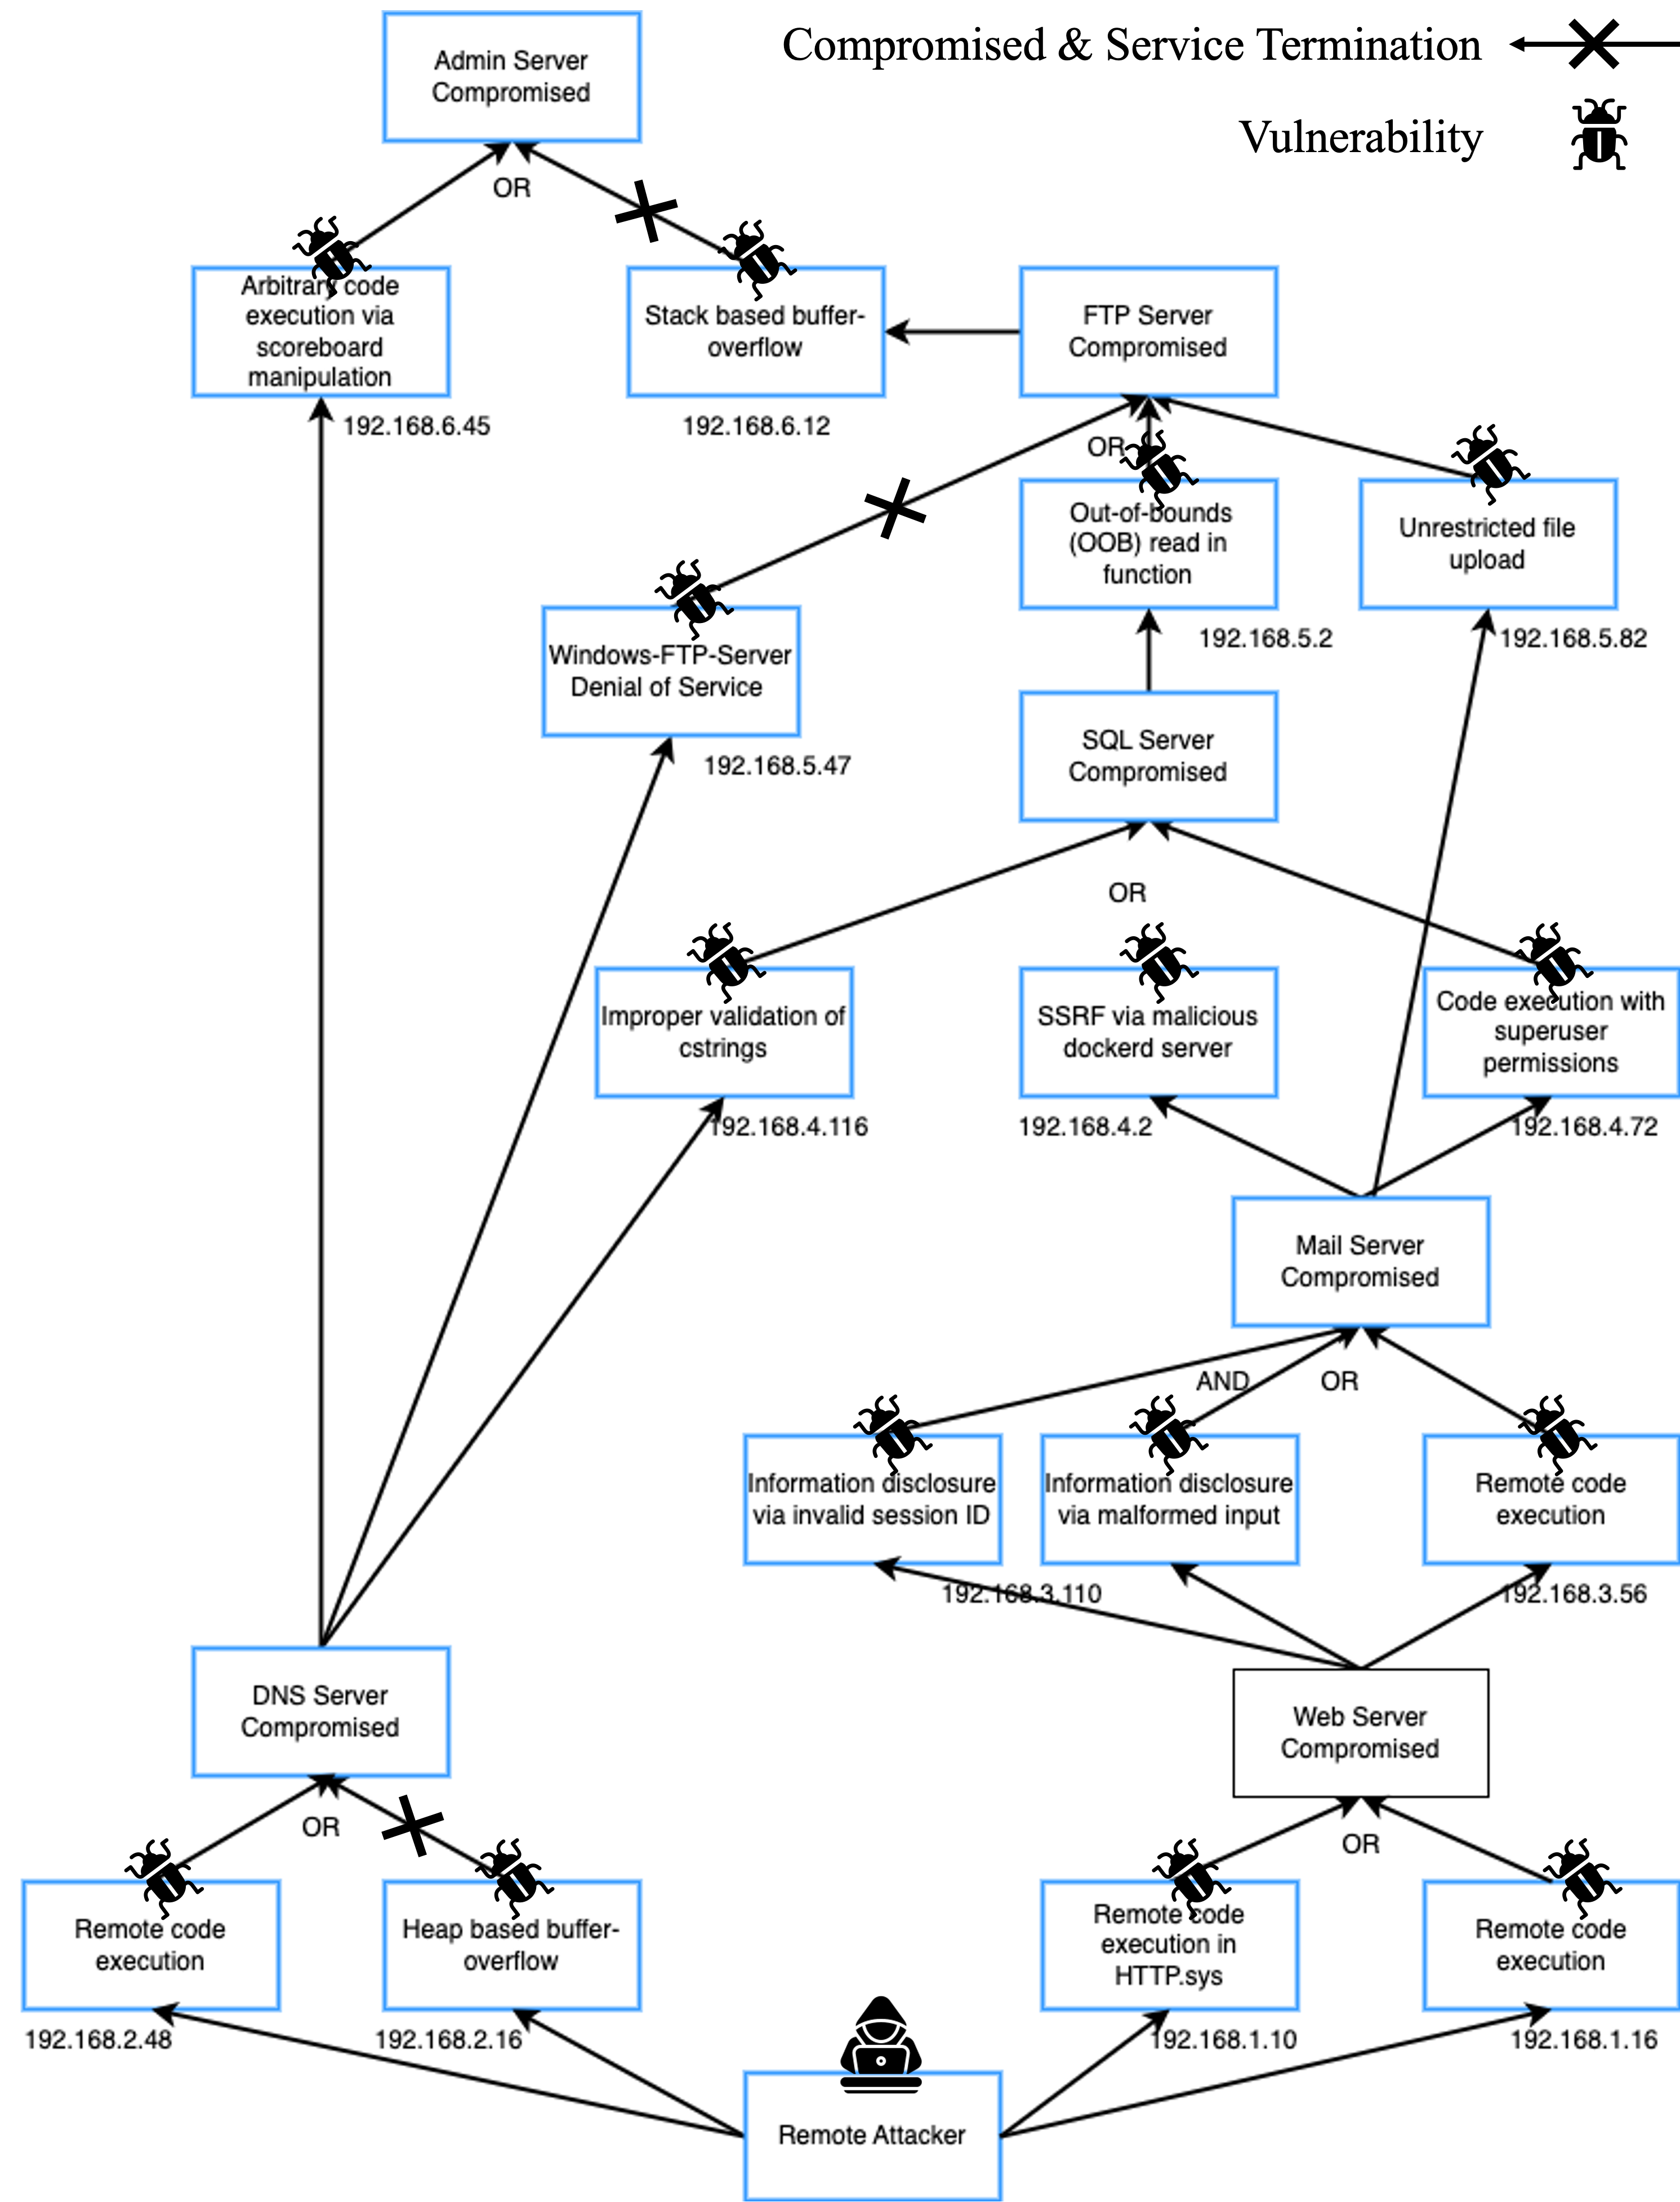 Compromised & Service Termination
Vulnerability
Admin Server
Compromised
OR
Arbitrary code
execution via
scoreboard
manipulation
192.168.6.45
Stack based buffer-
overflow
192.168.6.12
FTP Server
Compromised
OR
Out-of-bounds
(OOB) read in
function
192.168.5.2
Unrestricted file
upload
192.168.5.82
Windows-FTP-Server
Denial of Service
192.168.5.47
SQL Server
Compromised
OR
Improper validation of
cstrings
192.168.4.116
SSRF via malicious
dockerd server
192.168.4.2
Code execution with
superuser
permissions
192.168.4.72
Mail Server
Compromised
AND
OR
Information disclosure
via invalid session ID
Information disclosure
via malformed input
192.168.3.110
Remote code
execution
192.168.3.56
DNS Server
Compromised
OR
Web Server
Compromised
OR
Remote code
execution
192.168.2.48
Heap based buffer-
overflow
192.168.2.16
Remote code
execution in
HTTP.sys
192.168.1.10
Remote code
execution
192.168.1.16
Remote Attacker